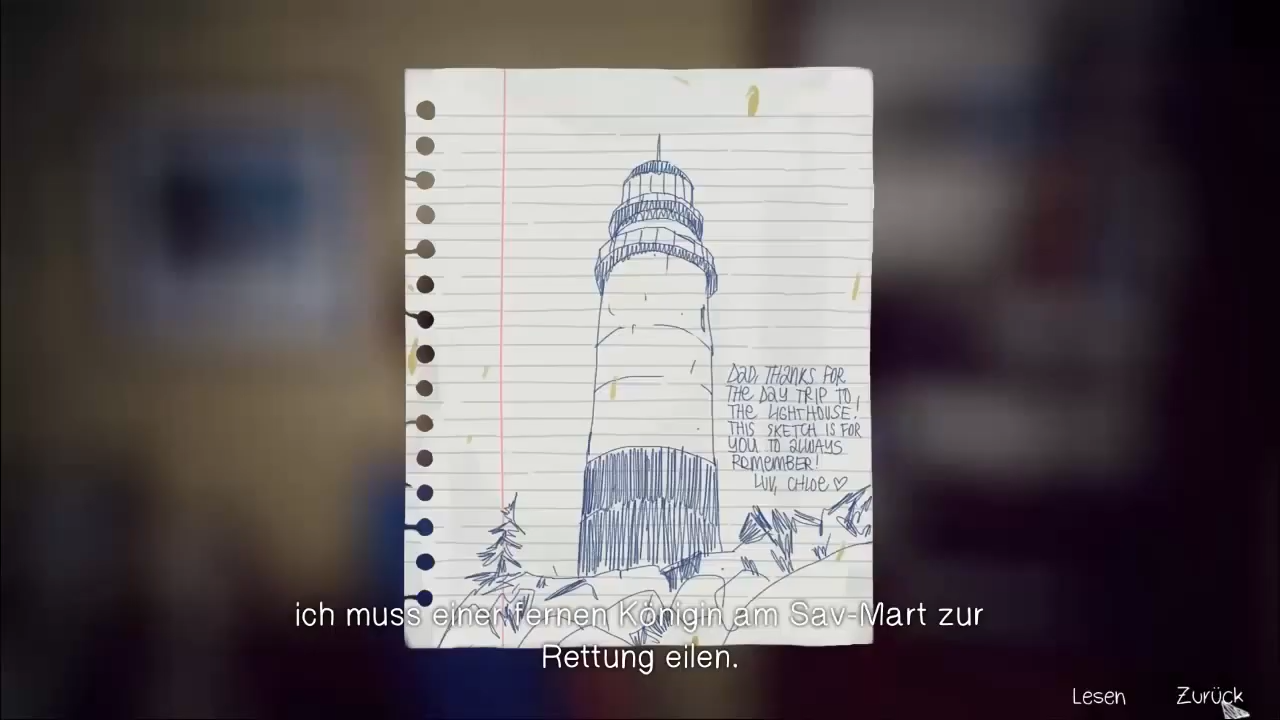 DAD, THANKS FOR
THE DAY TRIP TO
THE LIGHTHOUSE!
THIS SKETCH IS FOR
YOU TO ALWAYS
REMEMBER!
LUV, CHLOE♡
ich muss einer fernen Königin am Sav-Mart zur
Rettung eilen.
Lesen Zurück